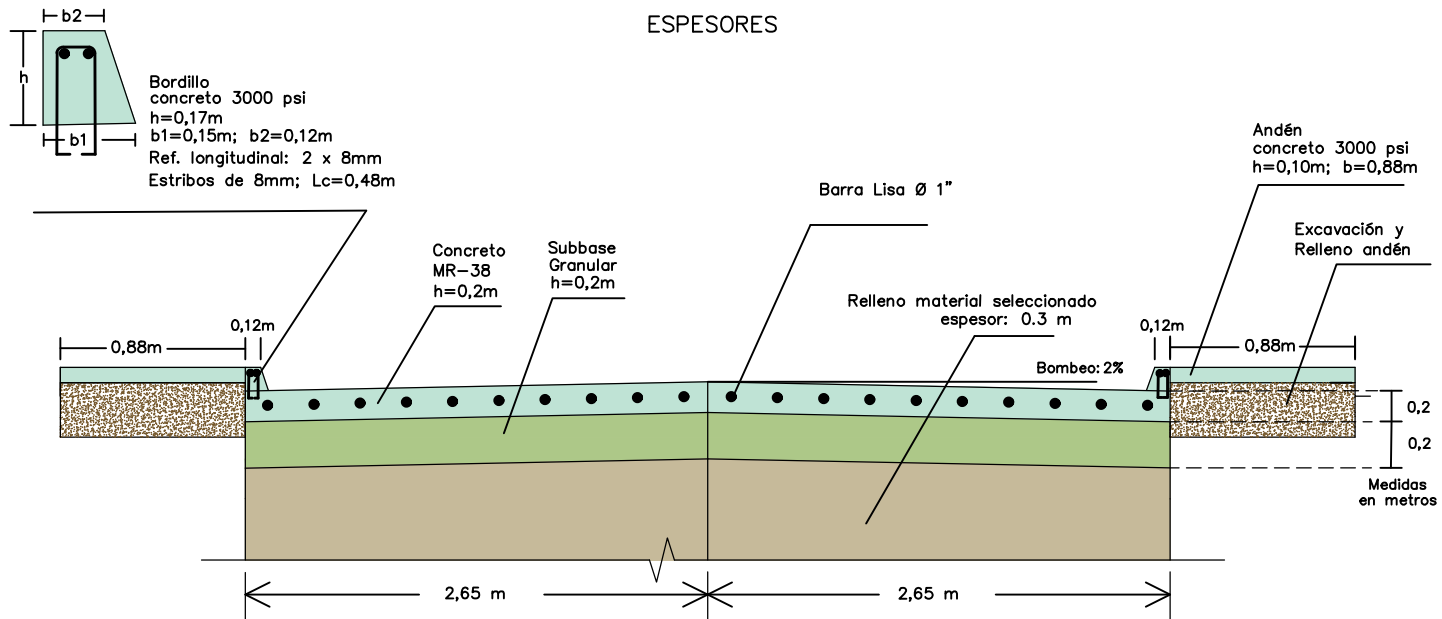 ESPESORES
b2
h
b1
Bordillo
concreto 3000 psi
h=0,17m
b1=0,15m; b2=0,12m
Ref. longitudinal: 2 x 8mm
Estribos de 8mm; Lc=0,48m
Andén
concreto 3000 psi
h=0,10m; b=0,88m
Barra Lisa Ø 1"
Excavación y
Relleno andén
Concreto
MR-38
h=0,2m
Subbase
Granular
h=0,2m
Relleno material seleccionado
espesor: 0.3 m
0,88m
0,12m
0,12m
0,88m
Bombeo: 2%
0,2
0,2
Medidas
en metros
2,65 m
2,65 m